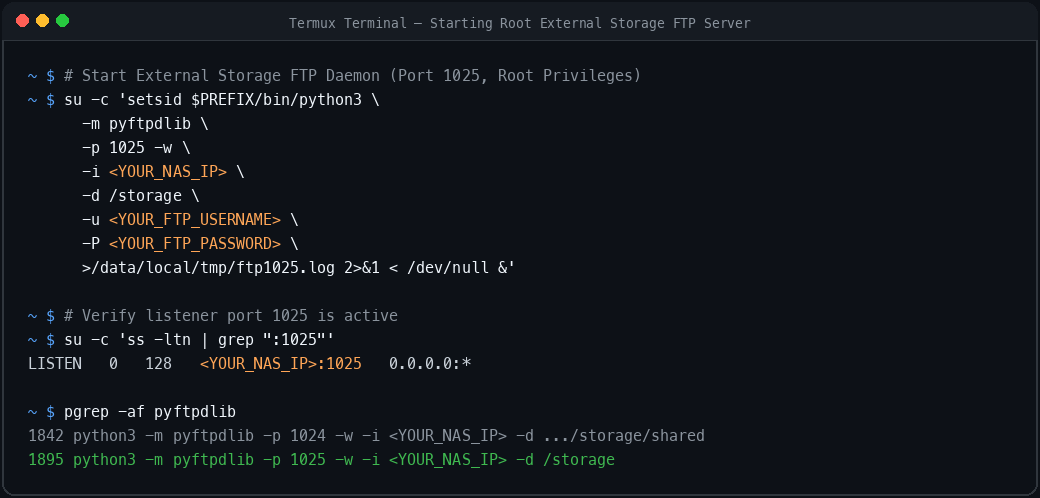 Termux Terminal — Starting Root External Storage FTP Server
~ $ # Start External Storage FTP Daemon (Port 1025, Root Privileges)
~ $ su -c 'setsid $PREFIX/bin/python3 \
-m pyftpdlib \
-p 1025 -w \
-i <YOUR_NAS_IP> \
-d /storage \
-u <YOUR_FTP_USERNAME> \
-P <YOUR_FTP_PASSWORD> \
>/data/local/tmp/ftp1025.log 2>&1 < /dev/null &'
~ $ # Verify listener port 1025 is active
~ $ su -c 'ss -ltn | grep ":1025"'
LISTEN 0 128 <YOUR_NAS_IP>:1025 0.0.0.0:*
~ $ pgrep -af pyftpdlib
1842 python3 -m pyftpdlib -p 1024 -w -i <YOUR_NAS_IP> -d .../storage/shared
1895 python3 -m pyftpdlib -p 1025 -w -i <YOUR_NAS_IP> -d /storage